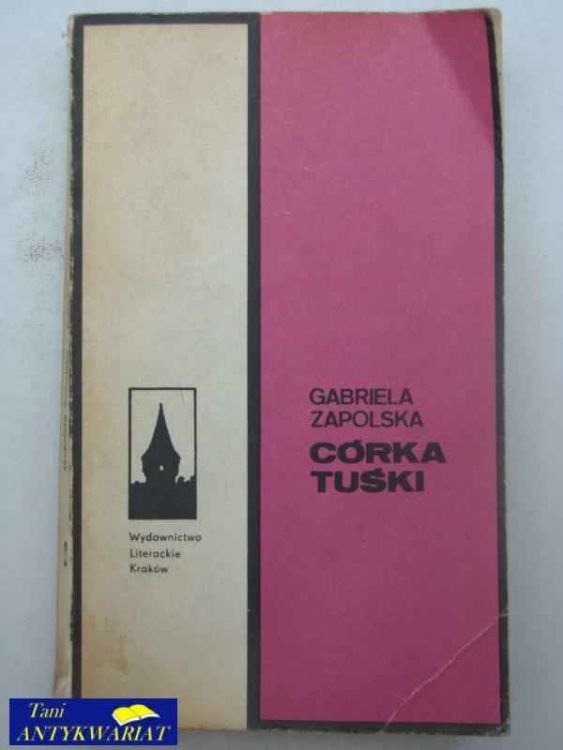 GABRIELA
ZAPOLSKA
CÓRKA
TUŚKI
Wydawnictwo
Literackie
Kraków
Tani
ANTYKWARIAT